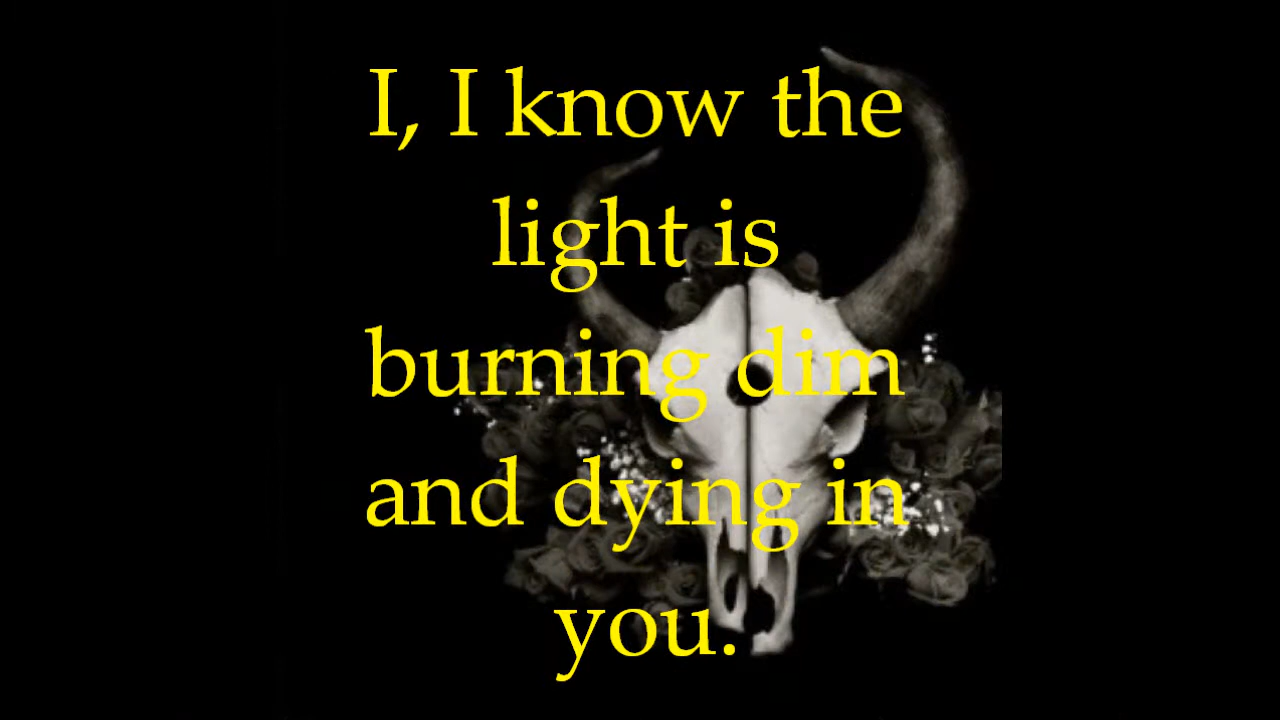 I, I know the
light is
burning dim
and dying in
you.